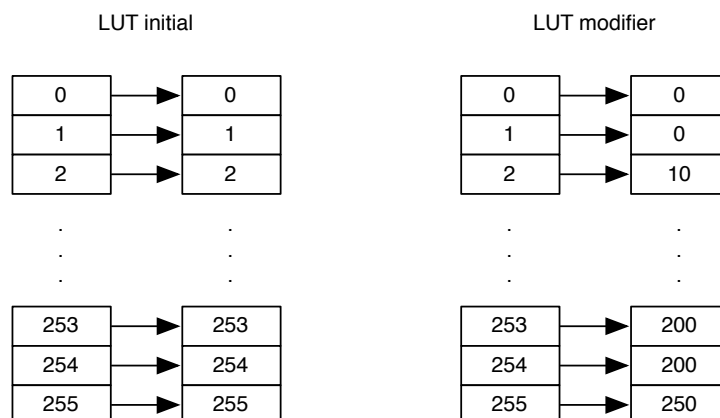 LUT initial LUT modifier
0 0 0 0
1 1 1 0
2 2 2 10
. . . .
. . . .
. . . .
253 253 253 200
254 254 254 200
255 255 255 250